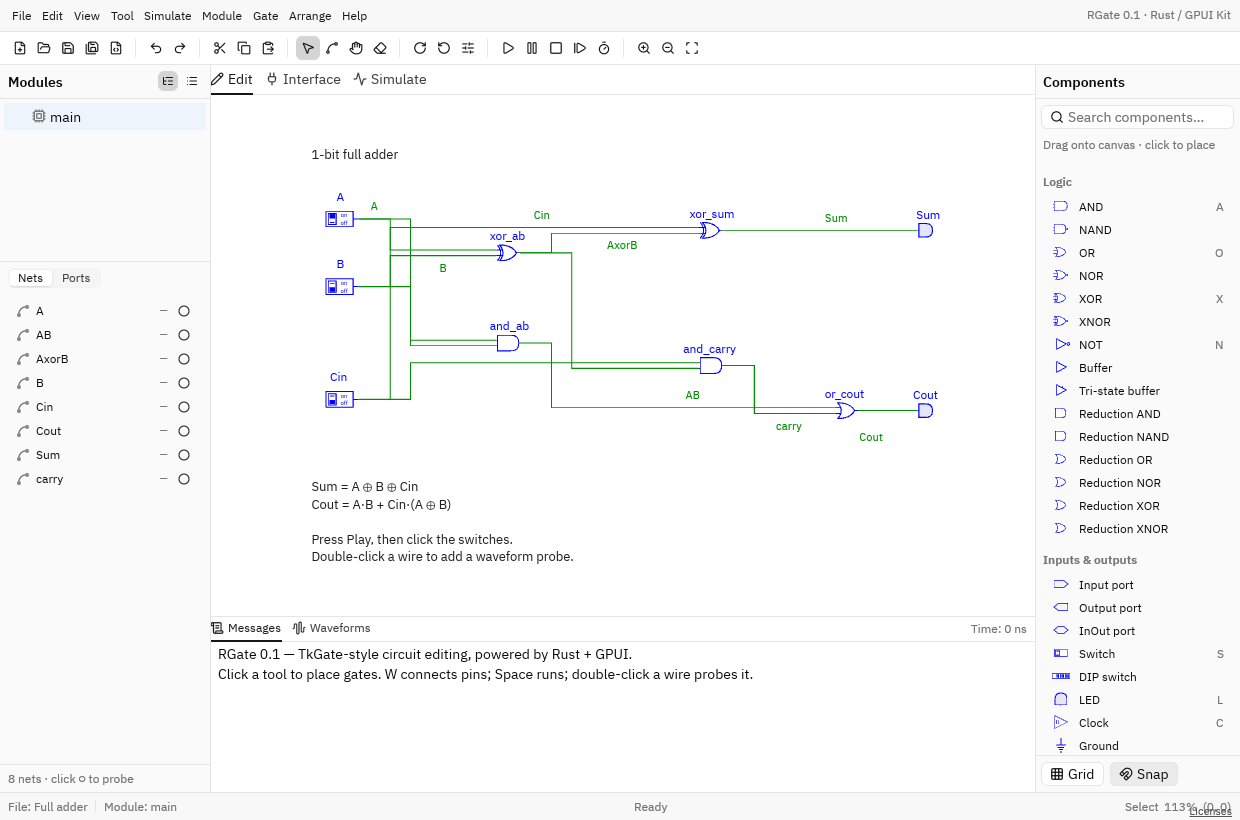 File Edit View Tool Simulate Module Gate Arrange Help
RGate 0.1 · Rust / GPUI Kit
Modules
main
Nets Ports
A
AB
AxorB
B
Cin
Cout
Sum
carry
8 nets · click o to probe
Edit Interface Simulate
1-bit full adder
A
A
on
off
Cin
xor_sum
Sum
Sum
xor_ab
AxorB
B
B
on
off
and_ab
and_carry
Cin
on
off
AB
or_cout
Cout
carry
Cout
Sum = A ⊕ B ⊕ Cin
Cout = A·B + Cin·(A ⊕ B)
Press Play, then click the switches.
Double-click a wire to add a waveform probe.
Messages Waveforms
Time: 0 ns
RGate 0.1 — TkGate-style circuit editing, powered by Rust + GPUI.
Click a tool to place gates. W connects pins; Space runs; double-click a wire probes it.
Components
Search components...
Drag onto canvas · click to place
Logic
AND A
NAND
OR O
NOR
XOR X
XNOR
NOT N
Buffer
Tri-state buffer
Reduction AND
Reduction NAND
Reduction OR
Reduction NOR
Reduction XOR
Reduction XNOR
Inputs & outputs
Input port
Output port
InOut port
Switch S
DIP switch
LED L
Clock C
Ground
Grid Snap
File: Full adder Module: main
Ready
Select 113% (0, 0)
Licenses